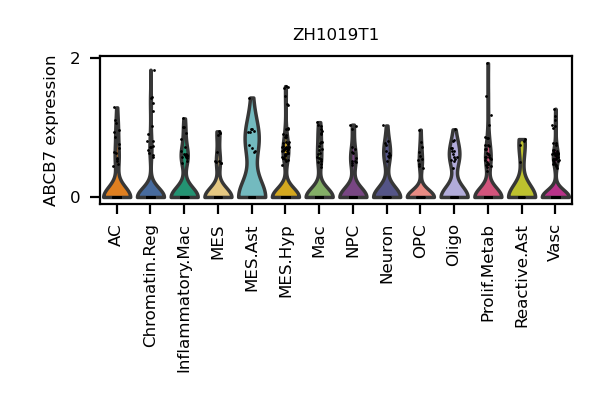 ZH1019T1
ABCB7 expression
2
0
AC
Chromatin.Reg
Inflammatory.Mac
MES
MES.Ast
MES.Hyp
Mac
NPC
Neuron
OPC
Oligo
Prolif.Metab
Reactive.Ast
Vasc